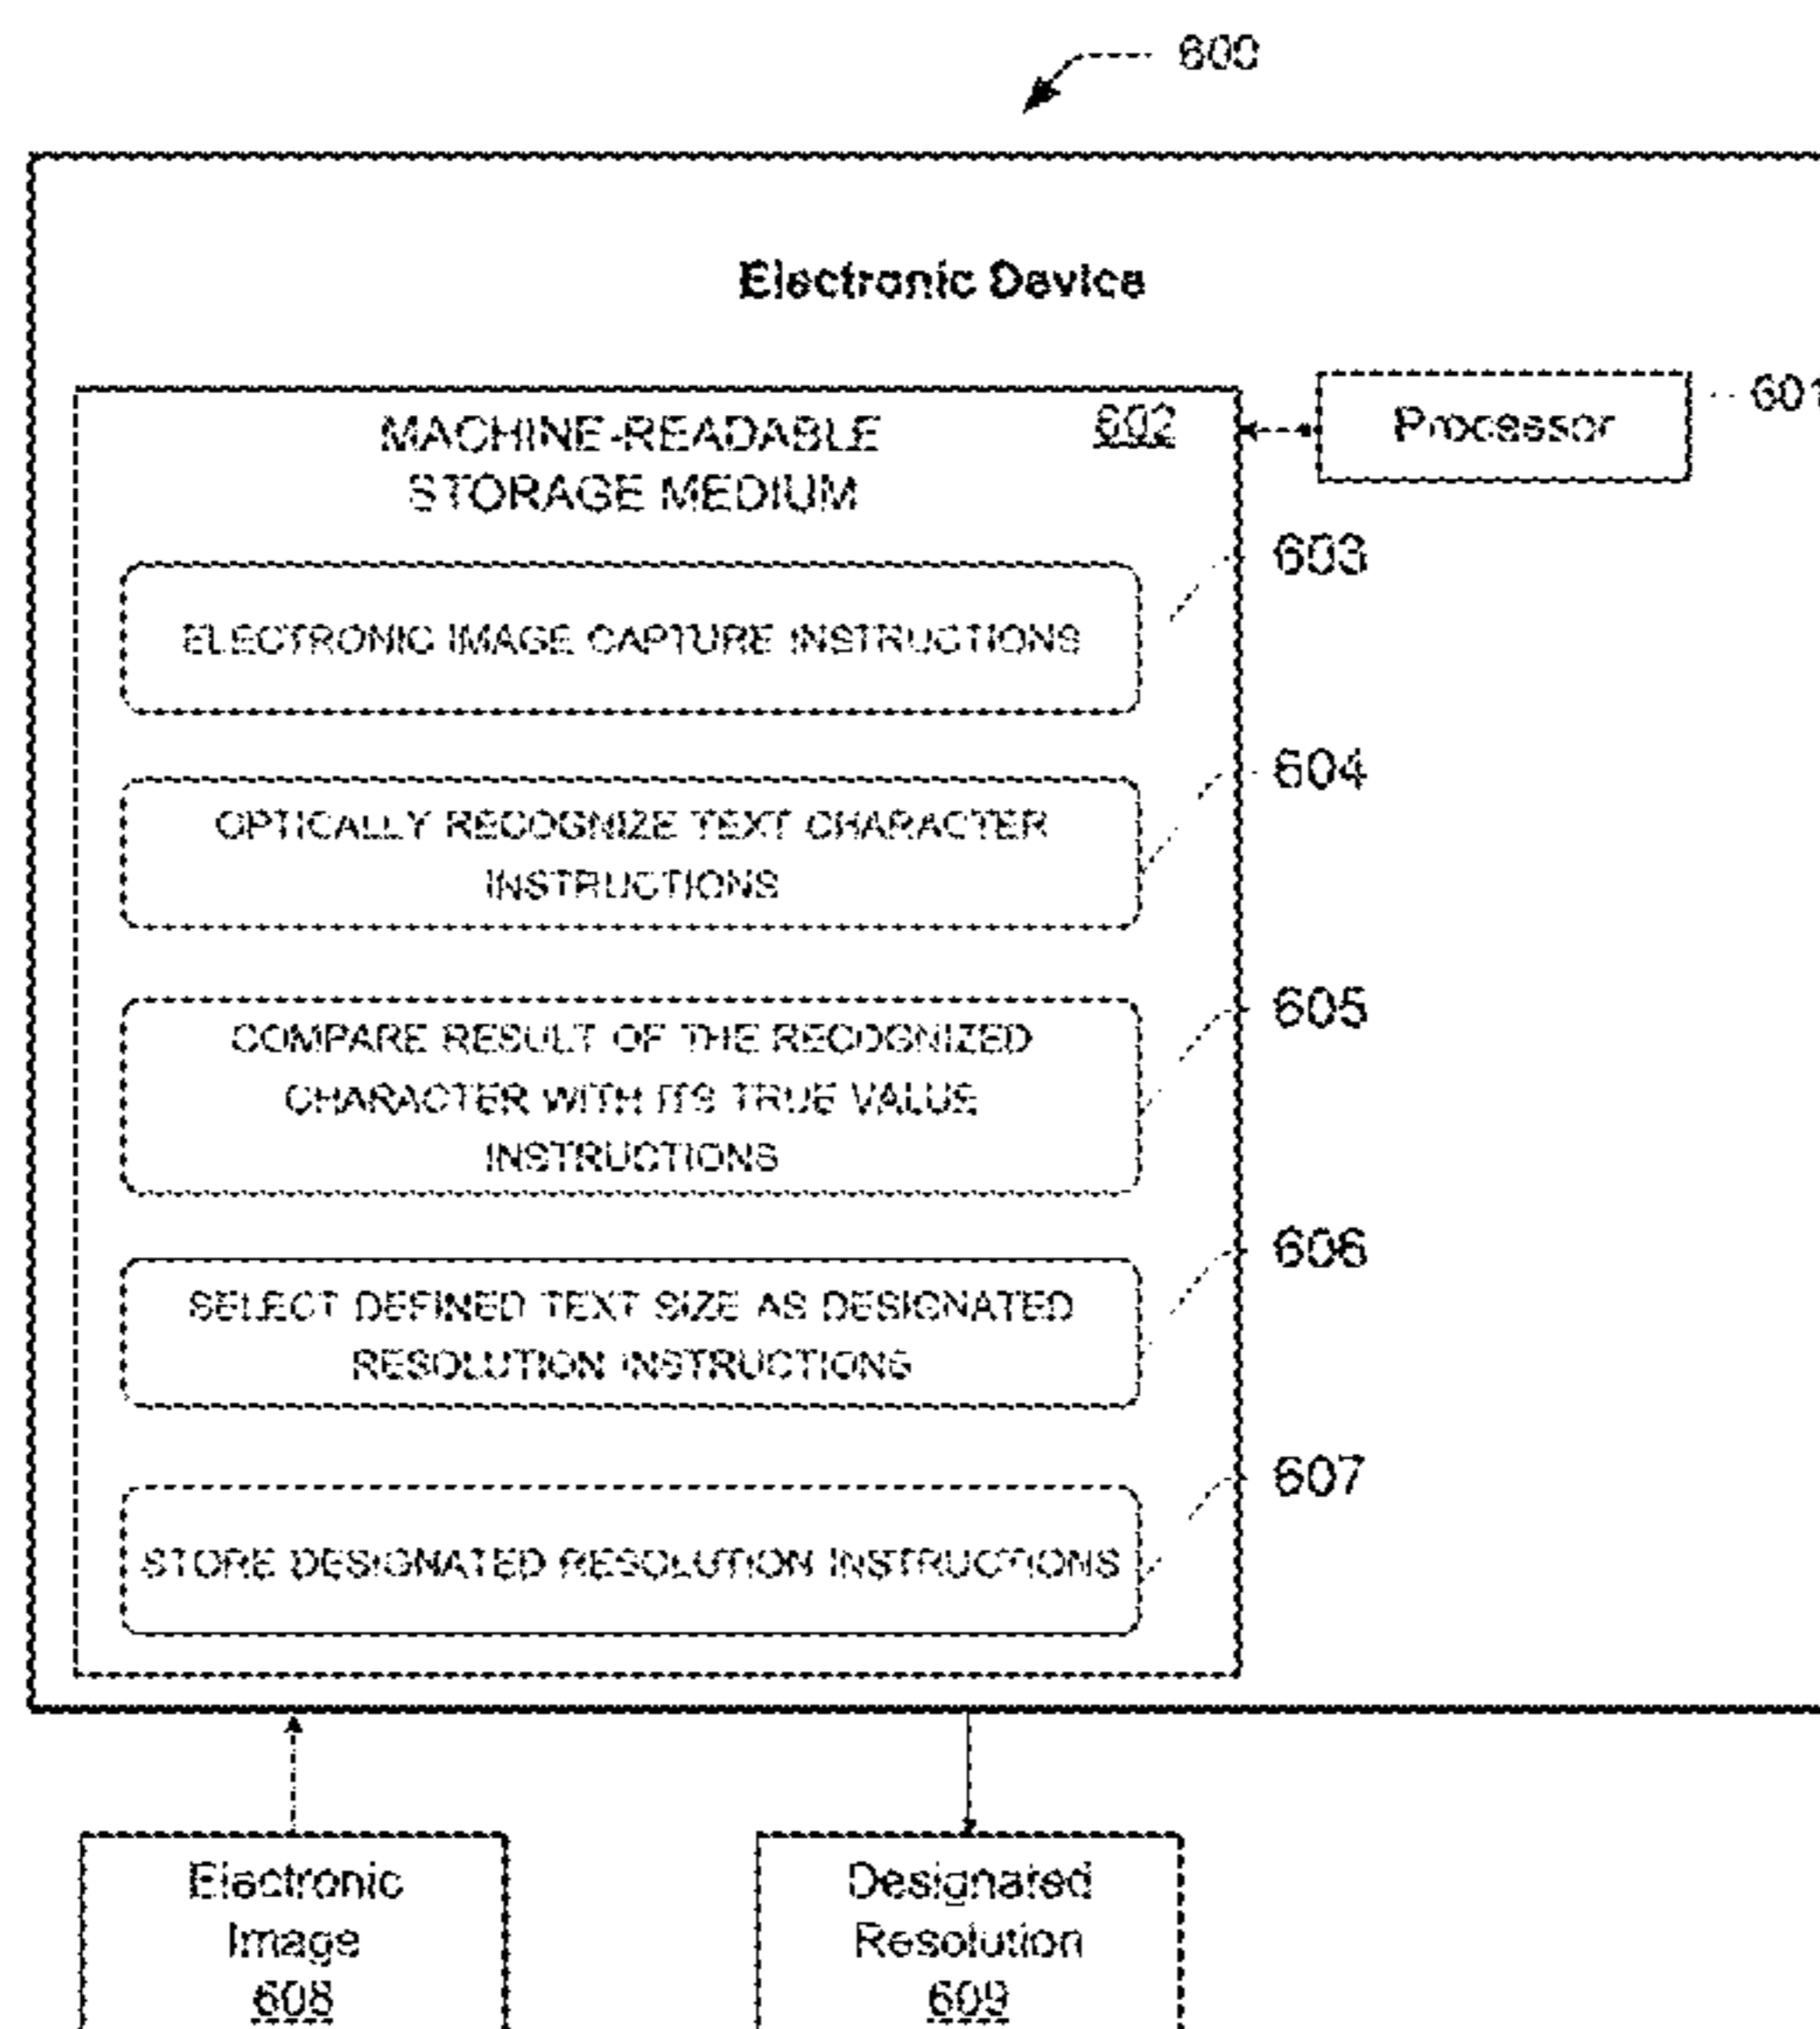 600
Electronic Device
MACHINE-READABLE
STORAGE MEDIUM
602
Processor
601
603
ELECTRONIC IMAGE CAPTURE INSTRUCTIONS
604
OPTICALLY RECOGNIZE TEXT CHARACTER
INSTRUCTIONS
605
COMPARE RESULT OF THE RECOGNIZED
CHARACTER WITH ITS TRUE VALUE
INSTRUCTIONS
606
SELECT DEFINED TEXT SIZE AS DESIGNATED
RESOLUTION INSTRUCTIONS
607
STORE DESIGNATED RESOLUTION INSTRUCTIONS
Electronic
Image
608
Designated
Resolution
609